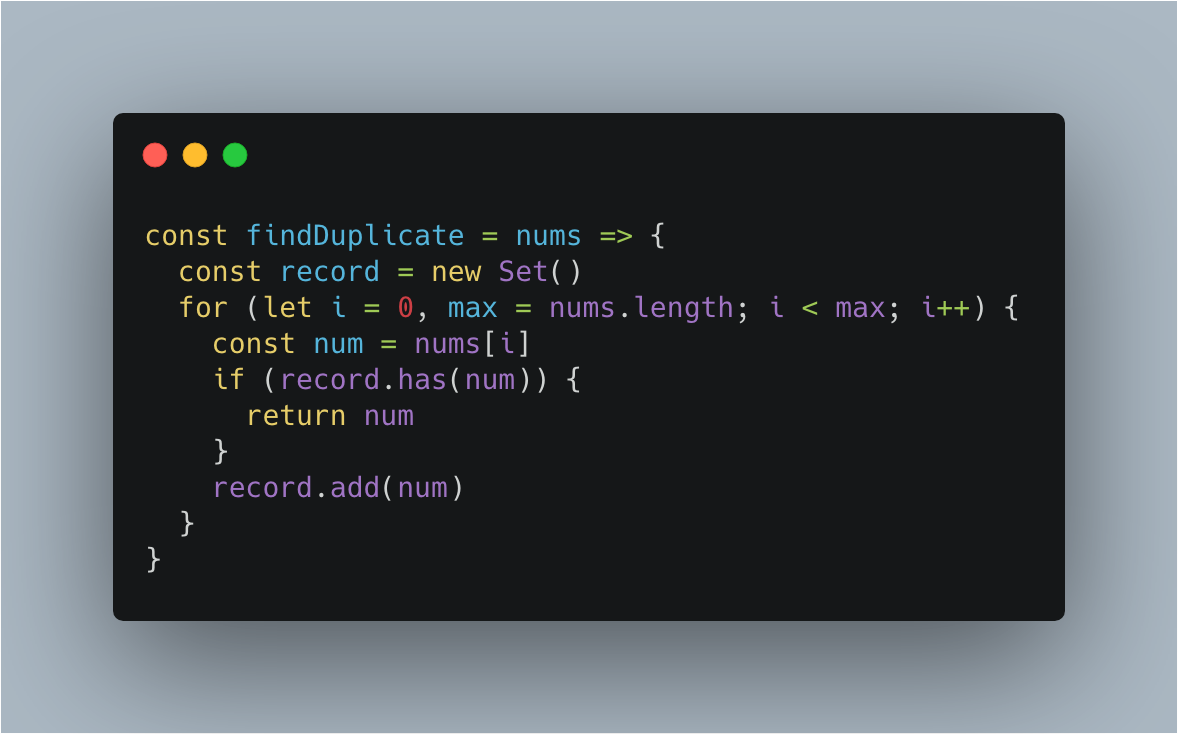 const findDuplicate = nums => {
  const record = new Set()
  for (let i = 0, max = nums.length; i < max; i++) {
    const num = nums[i]
    if (record.has(num)) {
      return num
    }
    record.add(num)
  }
}